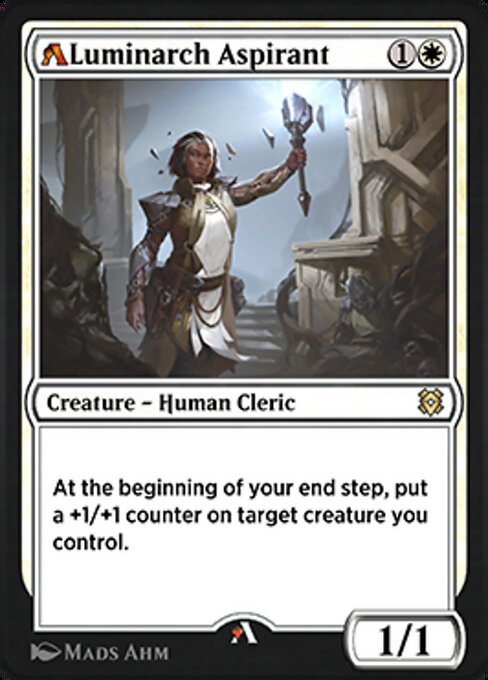 Luminarch Aspirant 1
Creature – Human Cleric
At the beginning of your end step, put
a +1/+1 counter on target creature you
control.
1/1
Mads Ahm